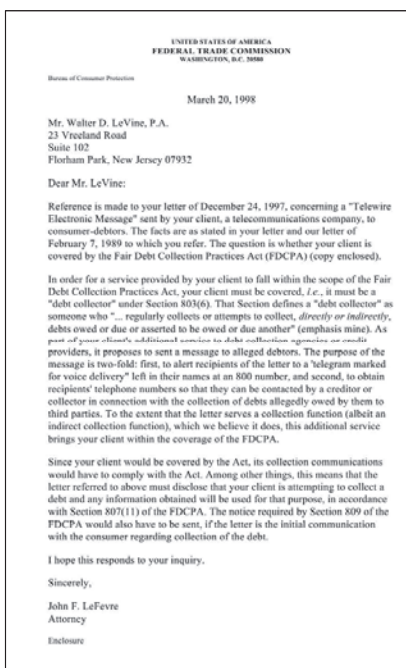 UNITED STATES OF AMERICA
FEDERAL TRADE COMMISSION
WASHINGTON, D.C. 20580
Bureau of Consumer Protection
March 20, 1998
Mr. Walter D. LeVine, P.A.
23 Vreeland Road
Suite 102
Florham Park, New Jersey 07932
Dear Mr. LeVine:
Reference is made to your letter of December 24, 1997, concerning a "Telewire
Electronic Message" sent by your client, a telecommunications company, to
consumer-debtors. The facts are as stated in your letter and our letter of
February 7, 1989 to which you refer. The question is whether your client is
covered by the Fair Debt Collection Practices Act (FDCPA) (copy enclosed).
In order for a service provided by your client to fall within the scope of the Fair
Debt Collection Practices Act, your client must be covered, i.e., it must be a
"debt collector" under Section 803(6). That Section defines a "debt collector" as
someone who "... regularly collects or attempts to collect, directly or indirectly,
debts owed or due or asserted to be owed or due another" (emphasis mine). As
part of your client's additional service to debt collection agencies or credit
providers, it proposes to sent a message to alleged debtors. The purpose of the
message is two-fold: first, to alert recipients of the letter to a 'telegram marked
for voice delivery" left in their names at an 800 number, and second, to obtain
recipients' telephone numbers so that they can be contacted by a creditor or
collector in connection with the collection of debts allegedly owed by them to
third parties. To the extent that the letter serves a collection function (albeit an
indirect collection function), which we believe it does, this additional service
brings your client within the coverage of the FDCPA.
Since your client would be covered by the Act, its collection communications
would have to comply with the Act. Among other things, this means that the
letter referred to above must disclose that your client is attempting to collect a
debt and any information obtained will be used for that purpose, in accordance
with Section 807(11) of the FDCPA. The notice required by Section 809 of the
FDCPA would also have to be sent, if the letter is the initial communication
with the consumer regarding collection of the debt.
I hope this responds to your inquiry.
Sincerely,
John F. LeFevre
Attorney
Enclosure